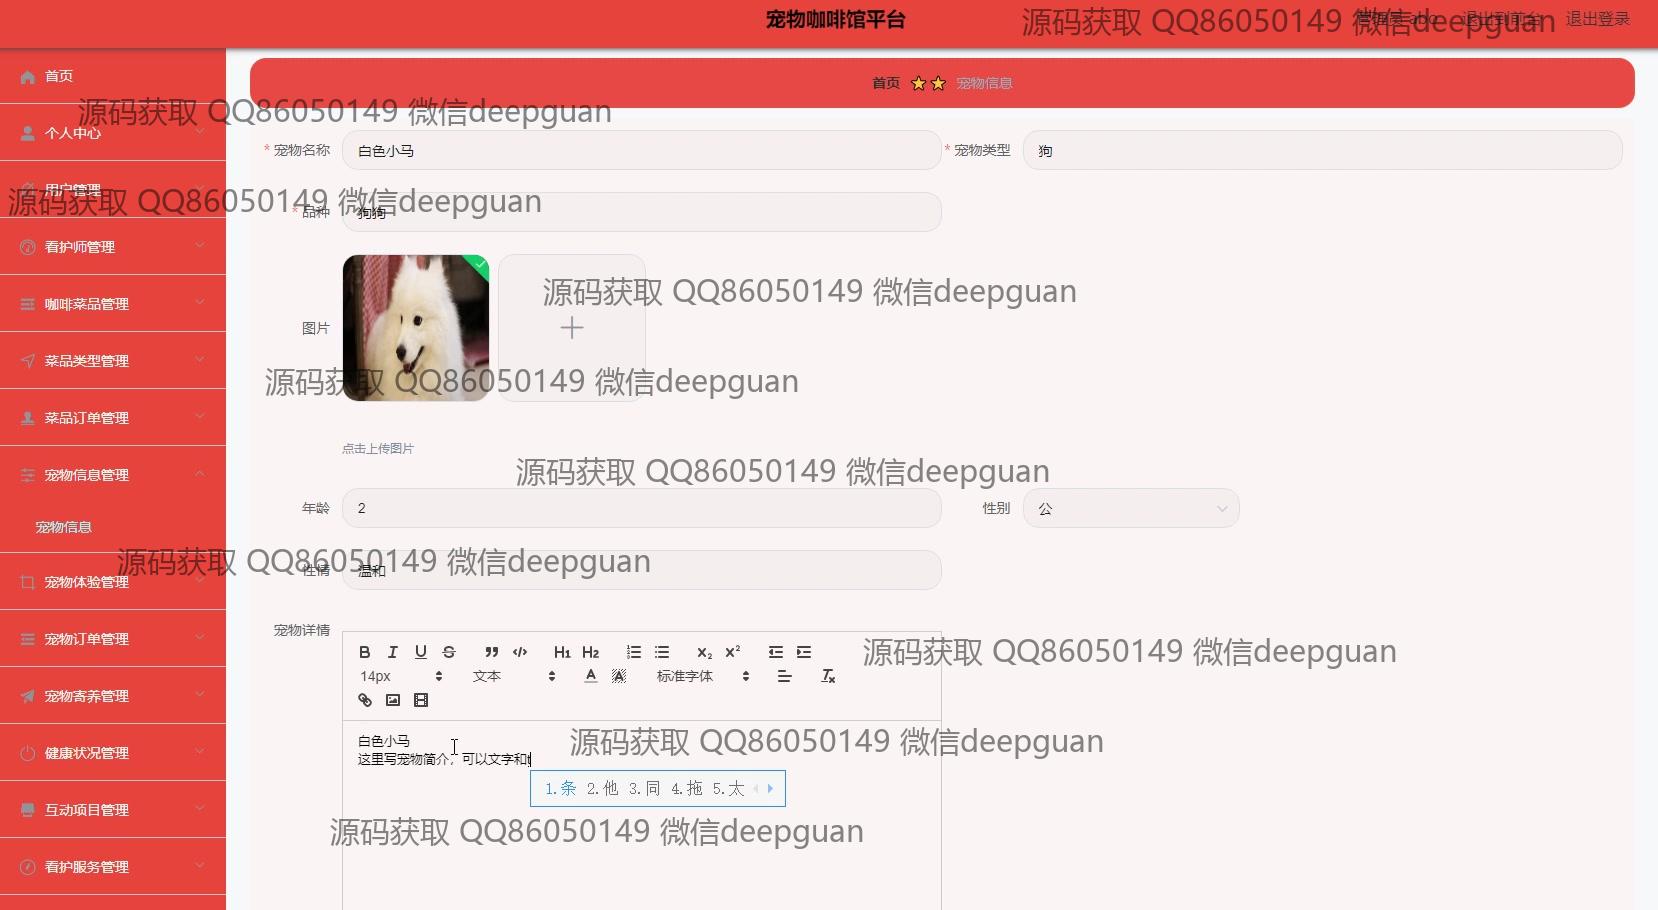 宠物咖啡馆平台
源码获取 QQ86050149 微信deepguan
管理员 abo 退出到前台 退出登录
首页
首页 宠物信息
源码获取 QQ86050149 微信deepguan
个人中心
* 宠物名称 白色小马 * 宠物类型 狗
用户管理
源码获取 QQ86050149 微信deepguan
* 品种 狗狗
看护师管理
源码获取 QQ86050149 微信deepguan
咖啡菜品管理
图片
菜品类型管理
源码获取 QQ86050149 微信deepguan
菜品订单管理
点击上传图片
宠物信息管理
源码获取 QQ86050149 微信deepguan
年龄 2 性别 公
宠物信息
源码获取 QQ86050149 微信deepguan
性情 温和
宠物体验管理
宠物详情
宠物订单管理
B I U S H1 H2 X₂ X²
源码获取 QQ86050149 微信deepguan
14px 文本 A A 标准字体 Tx
宠物寄养管理
白色小马
源码获取 QQ86050149 微信deepguan
健康状况管理
这里写宠物简介，可以文字和t
1.条 2.他 3.同 4.拖 5.太
互动项目管理
源码获取 QQ86050149 微信deepguan
看护服务管理